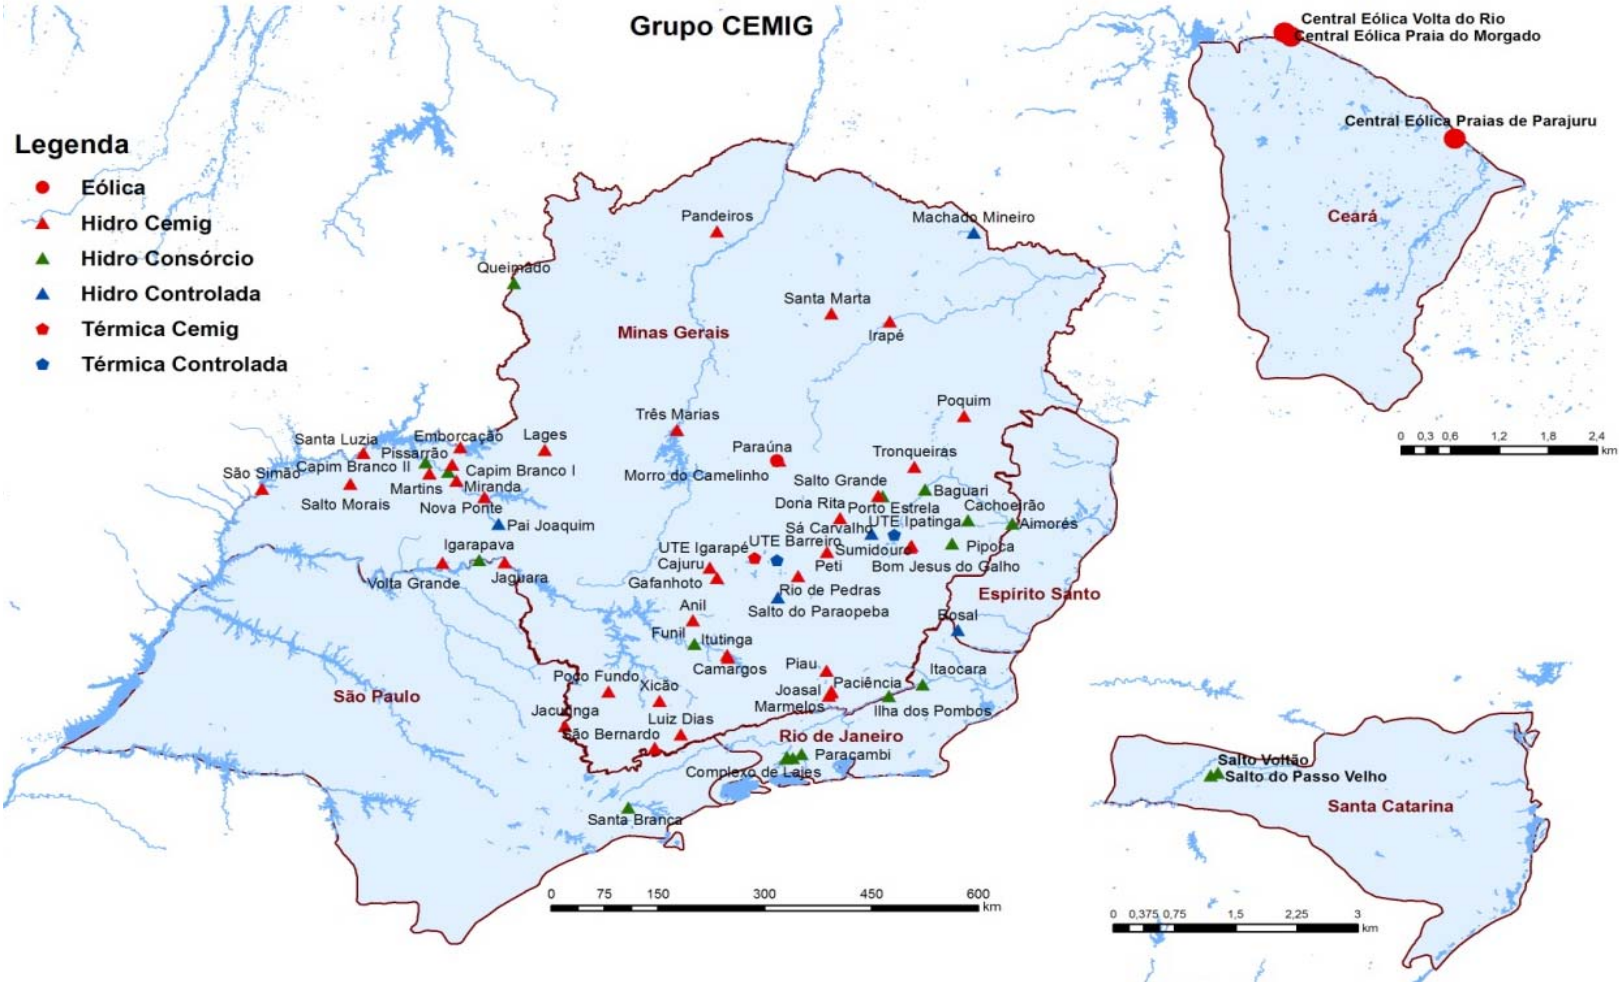 Grupo CEMIG
Central Eólica Volta do Rio
Central Eólica Praia do Morgado
Central Eólica Praias de Parajuru
Ceará
0 0,3 0,6 1,2 1,8 2,4
km
Legenda
Eólica
Hidro Cemig
Hidro Consórcio
Hidro Controlada
Térmica Cemig
Térmica Controlada
Pandeiros
Machado Mineiro
Queimado
Santa Marta
Minas Gerais
Irapé
Poquim
Três Marias
Santa Luzia
Emborcação
Lages
Paraúna
Pissarrão
Tronqueiras
São Simão
Capim Branco II
Capim Branco I
Morro do Camelinho
Salto Grande
Martins
Miranda
Baguari
Salto Morais
Nova Ponte
Dona Rita
Porto Estrela
Cachoeirão
Pai Joaquim
Sá Carvalho
UTE Ipatinga
Aimorés
Igarapava
UTE Igarapé
UTE Barreiro
Sumidouro
Pipoca
Cajuru
Peti
Bom Jesus do Galho
Volta Grande
Jaguara
Gafanhoto
Rio de Pedras
Espírito Santo
Anil
Salto do Paraopeba
Rosal
Funil
Itutinga
Camargos
Piau
Itaocara
Poço Fundo
Xicão
Joasal
Paciência
São Paulo
Marmelos
Ilha dos Pombos
Jacutinga
Luiz Dias
São Bernardo
Rio de Janeiro
Paracambi
Complexo de Lajes
Santa Branca
0 75 150 300 450 600
km
Salto Voltão
Salto do Passo Velho
Santa Catarina
0 0,375 0,75 1,5 2,25 3
km